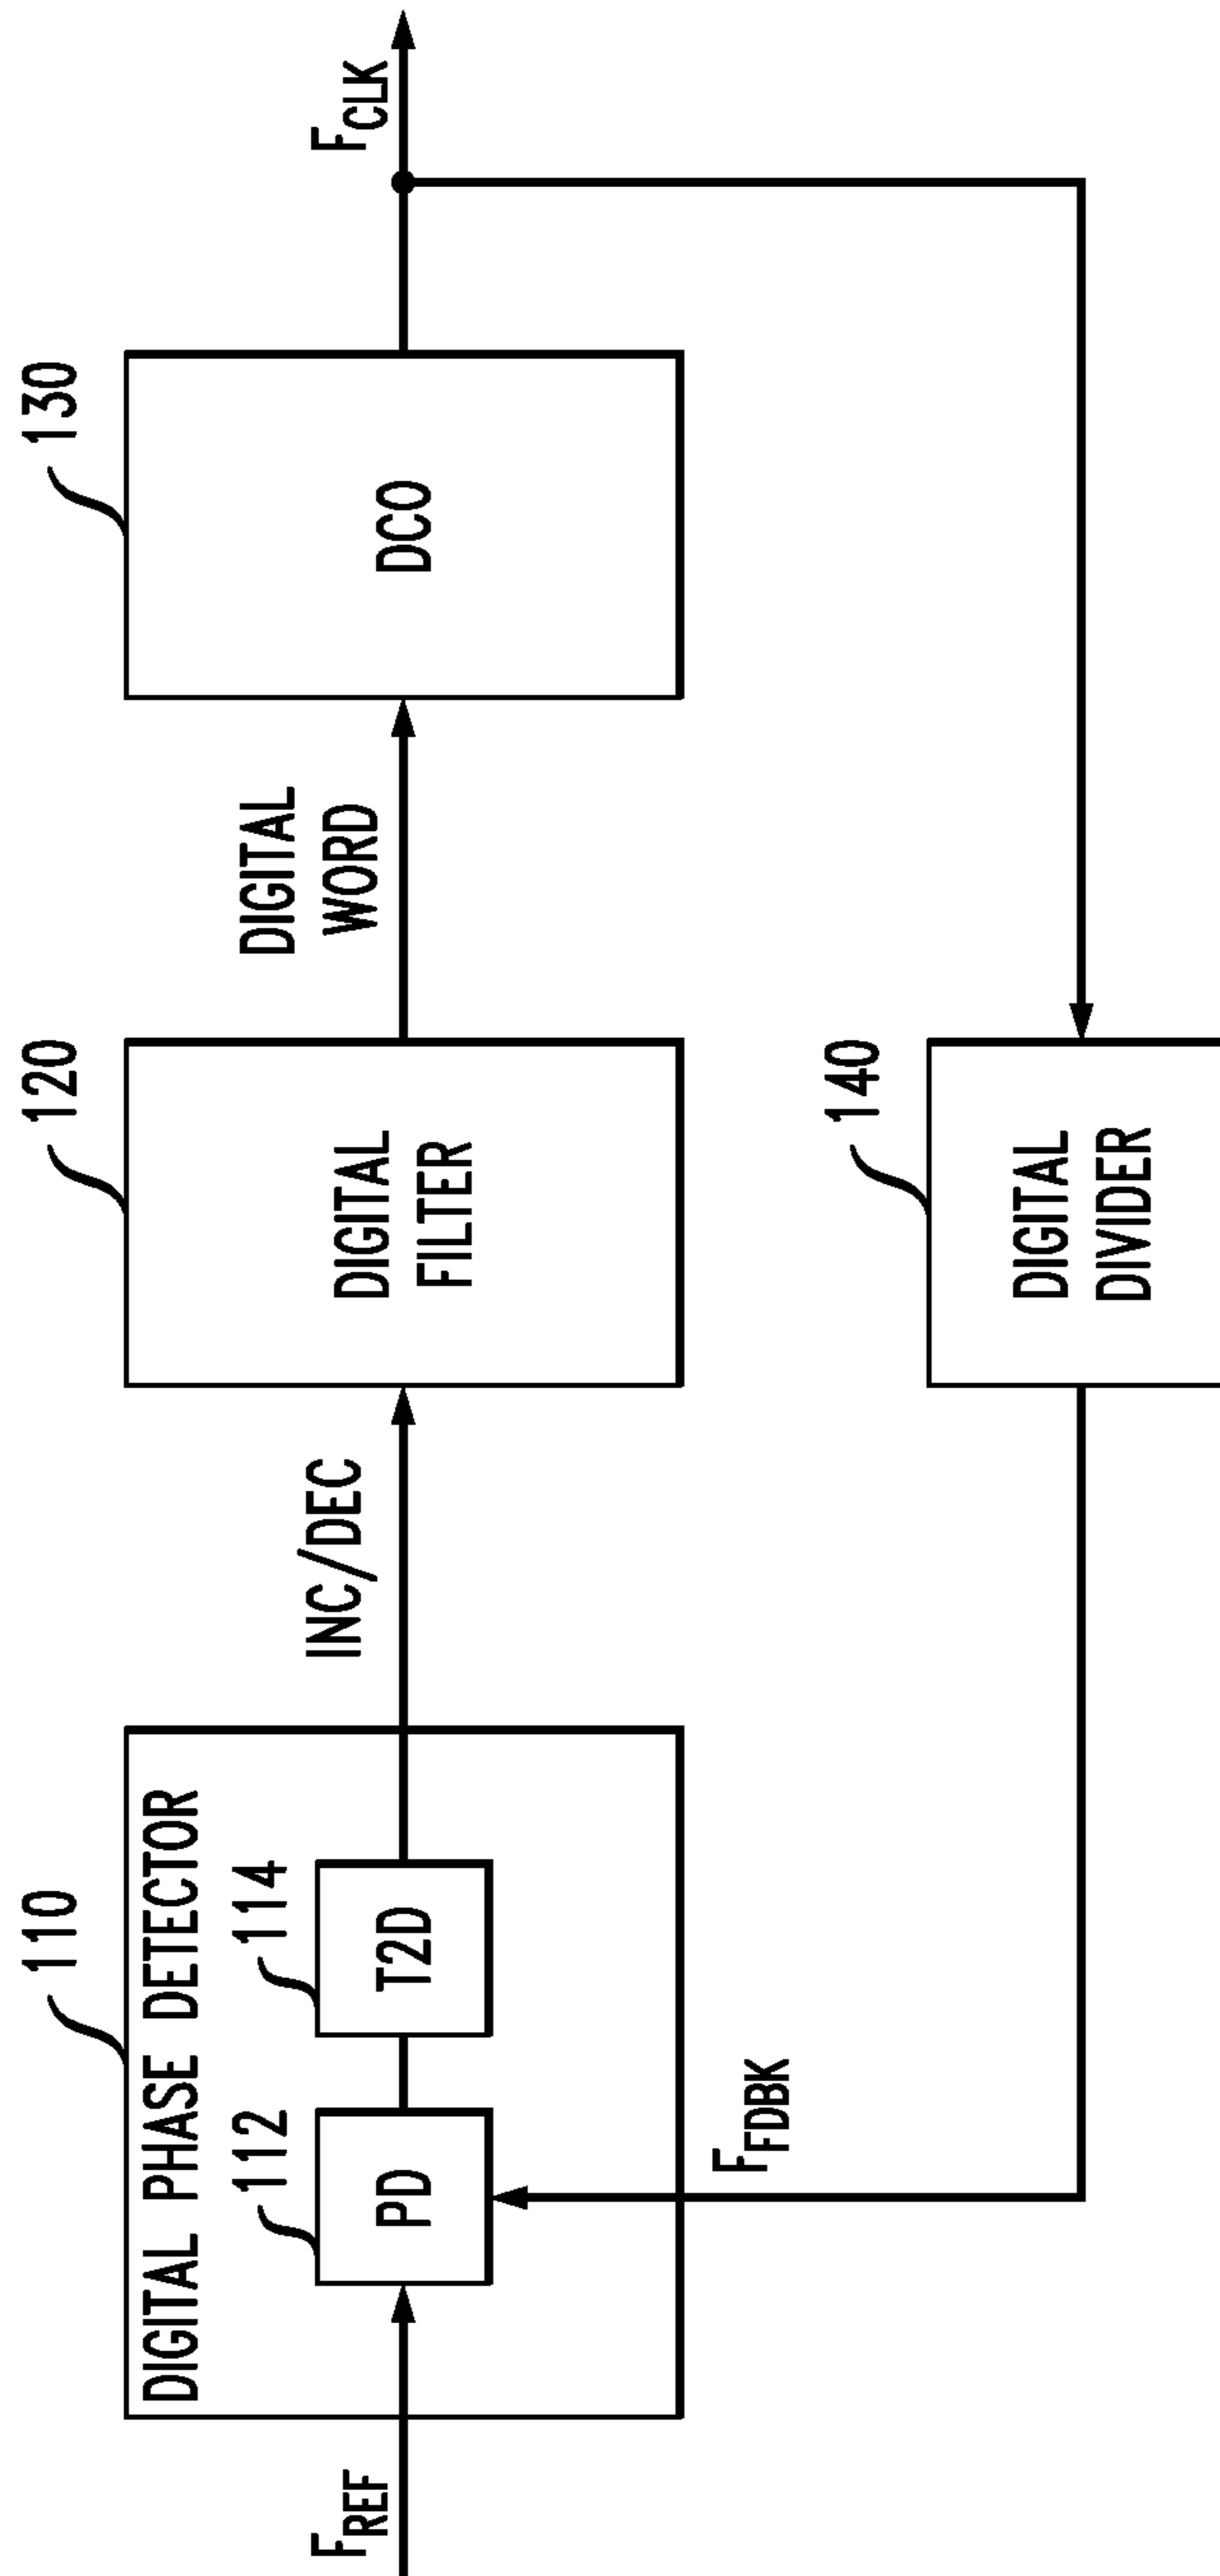 110
DIGITAL PHASE DETECTOR
F_REF
112
PD
114
T2D
INC/DEC
120
DIGITAL
FILTER
DIGITAL
WORD
130
DCO
F_CLK
F_FDBK
140
DIGITAL
DIVIDER